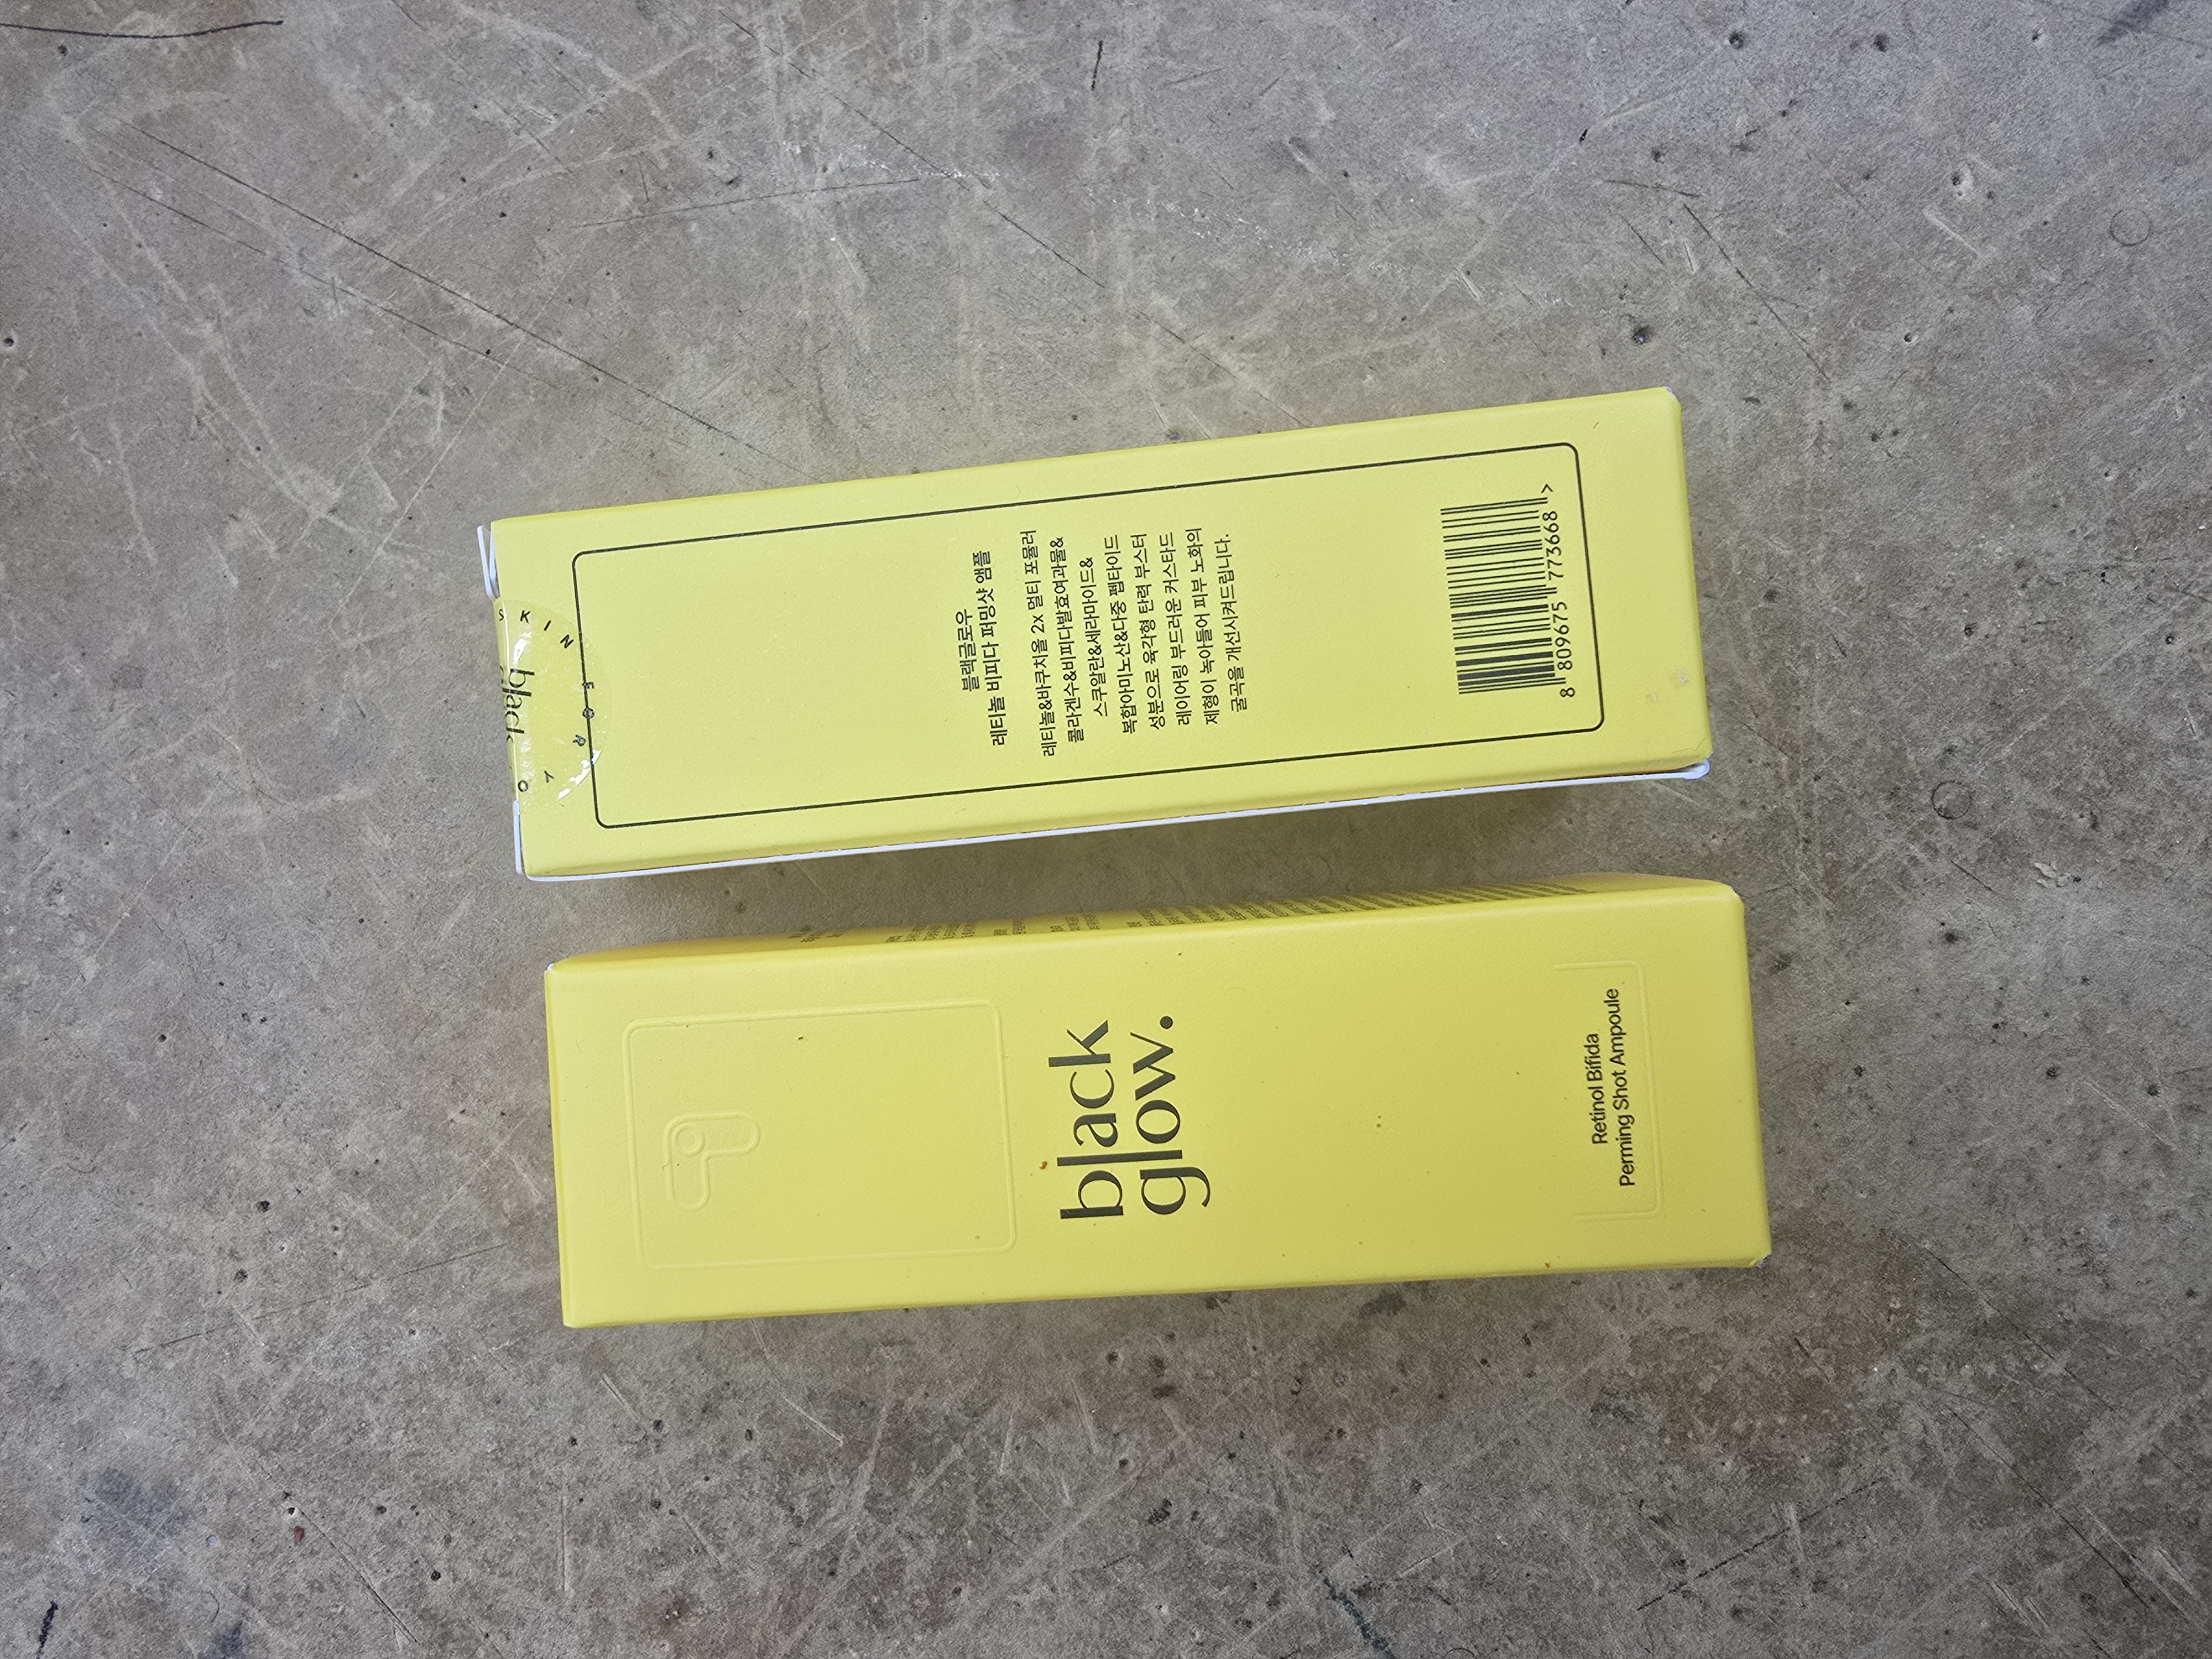 블랙글로우
레티놀 비피다 퍼밍샷 앰플
레티놀&바쿠치올 2x 멀티 포뮬러
콜라겐수&비피다발효여과물&
스쿠알란&세라마이드&
복합아미노산&다중 펩타이드
성분으로 육각형 탄력 부스터
레이어링 부드러운 커스타드
제형이 녹아들어 피부 노화의
굴곡을 개선시켜드립니다.
8 809675 773668 >
SKIN
black
black
glow.
Retinol Bifida
Perming Shot Ampoule